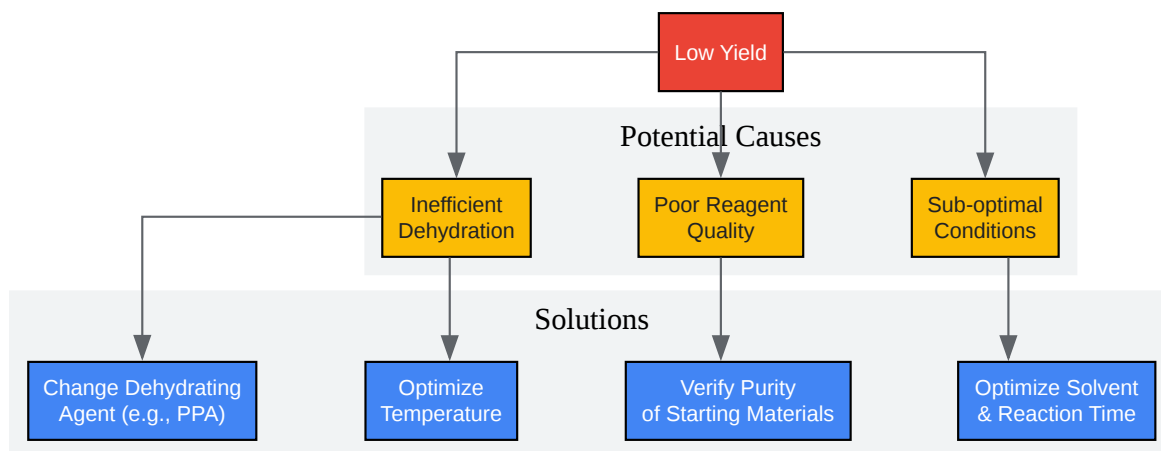 Low Yield
Potential Causes
Inefficient
Dehydration
Poor Reagent
Quality
Sub-optimal
Conditions
Solutions
Change Dehydrating
Agent (e.g., PPA)
Optimize
Temperature
Verify Purity
of Starting Materials
Optimize Solvent
& Reaction Time